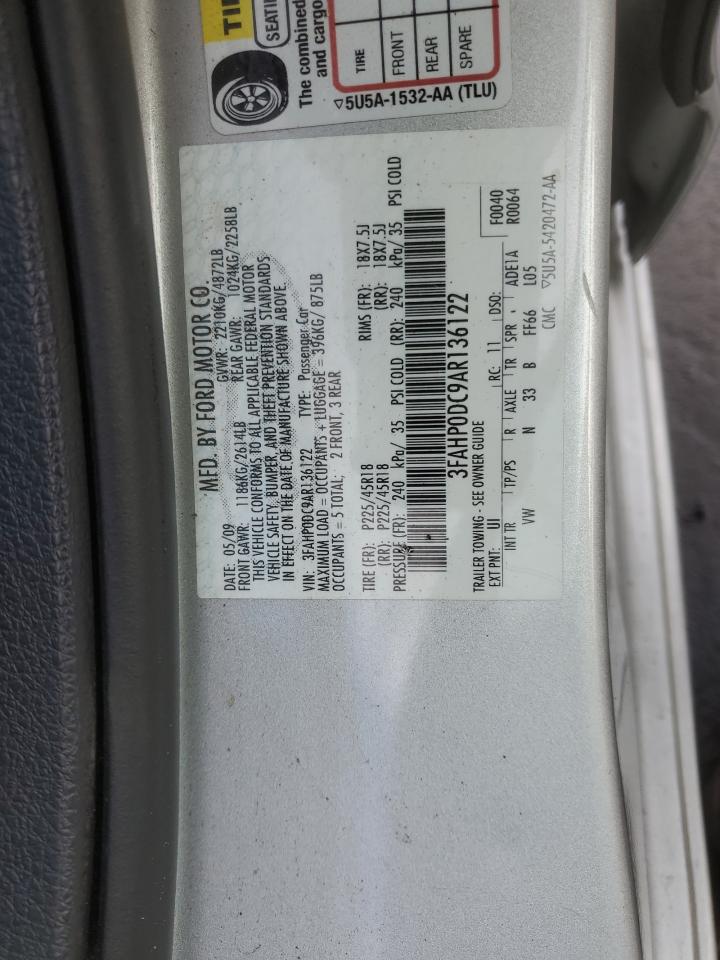 TIR
SEATI
The combined
and cargo
TIRE
FRONT
REAR
SPARE
▽5U5A-1532-AA (TLU)
MFD. BY FORD MOTOR CO.
DATE: 05/09 GVWR: 2210KG/4872LB
FRONT GAWR: 1186KG/2614LB REAR GAWR: 1024KG/2258LB
THIS VEHICLE CONFORMS TO ALL APPLICABLE FEDERAL MOTOR
VEHICLE SAFETY, BUMPER, AND THEFT PREVENTION STANDARDS
IN EFFECT ON THE DATE OF MANUFACTURE SHOWN ABOVE.
VIN: 3FAHP0DC9AR136122 TYPE: Passenger Car
MAXIMUM LOAD = OCCUPANTS + LUGGAGE = 396KG/ 875LB
OCCUPANTS = 5 TOTAL; 2 FRONT, 3 REAR
TIRE (FR): P225/45R18 RIMS (FR): 18X7.5J
(RR): P225/45R18 (RR): 18X7.5J
PRESSURE (FR): 240 kPa/ 35 PSI COLD (RR): 240 kPa/ 35 PSI COLD
3FAHP0DC9AR136122
TRAILER TOWING - SEE OWNER GUIDE F0040
EXT PNT: UI RC: 11 DSO: R0064
INT TR TP/PS R AXLE TR SPR ADE1A
VW N 33 B FF66 L05
CMC ▽5U5A-5420472-AA